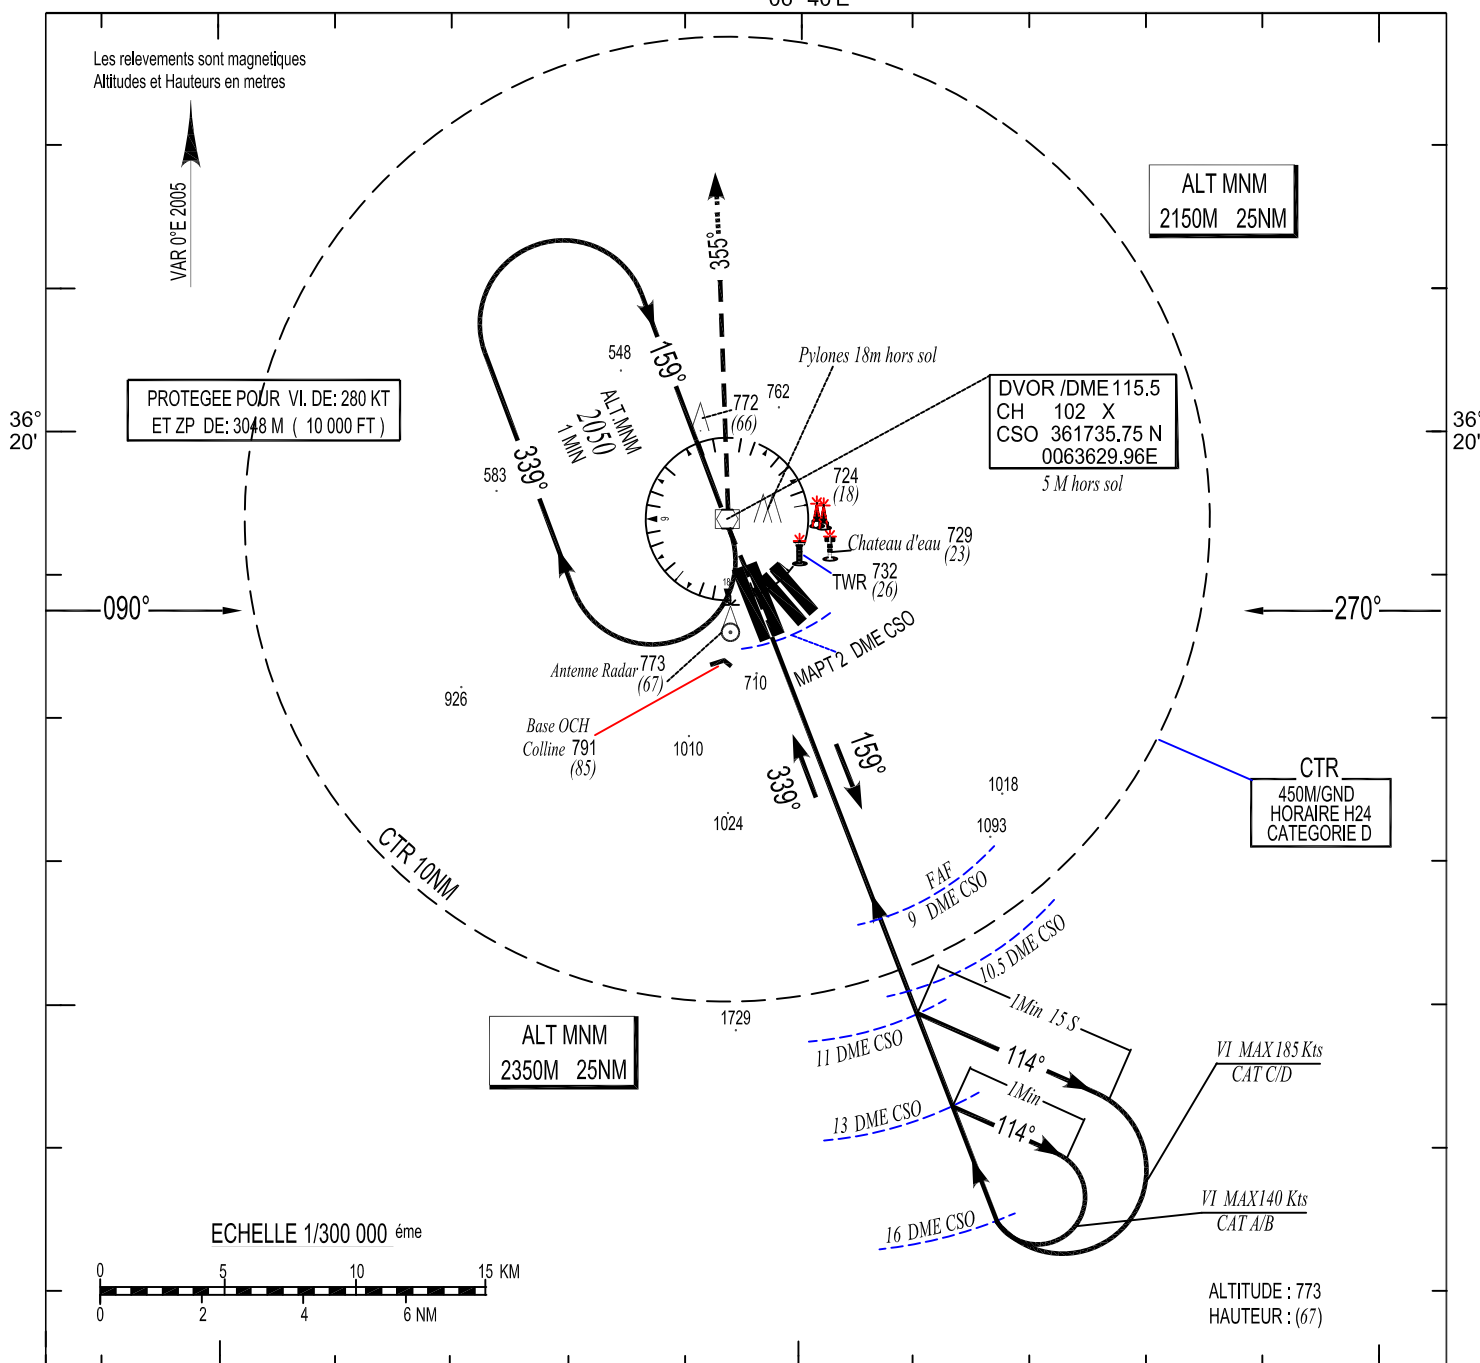 Les relevements sont magnetiques
Altitudes et Hauteurs en metres
VAR 0°E 2005
ALT MNM
2150M 25NM
355°
159°
548
Pylones 18m hors sol
PROTEGEE POUR VI. DE: 280 KT
ET ZP DE: 3048 M ( 10 000 FT )
ALT.MNM
2050
1 MIN
762
772
(66)
DVOR /DME 115.5
CH 102 X
CSO 361735.75 N
0063629.96E
5 M hors sol
36°
20'
36°
20'
339°
583
724
(18)
9
Chateau d'eau 729
(23)
TWR 732
(26)
18
090°
270°
MAPT 2 DME CSO
Antenne Radar 773
(67)
710
926
Base OCH
Colline 791
(85)
1010
159°
339°
CTR
450M/GND
HORAIRE H24
CATEGORIE D
1018
1024
1093
CTR 10NM
FAF
9 DME CSO
10.5 DME CSO
1729
1Min 15 S
ALT MNM
2350M 25NM
11 DME CSO
114°
VI MAX 185 Kts
CAT C/D
1Min
13 DME CSO
114°
VI MAX140 Kts
CAT A/B
16 DME CSO
ECHELLE 1/300 000 éme
0 5 10 15 KM
0 2 4 6 NM
ALTITUDE : 773
HAUTEUR : (67)